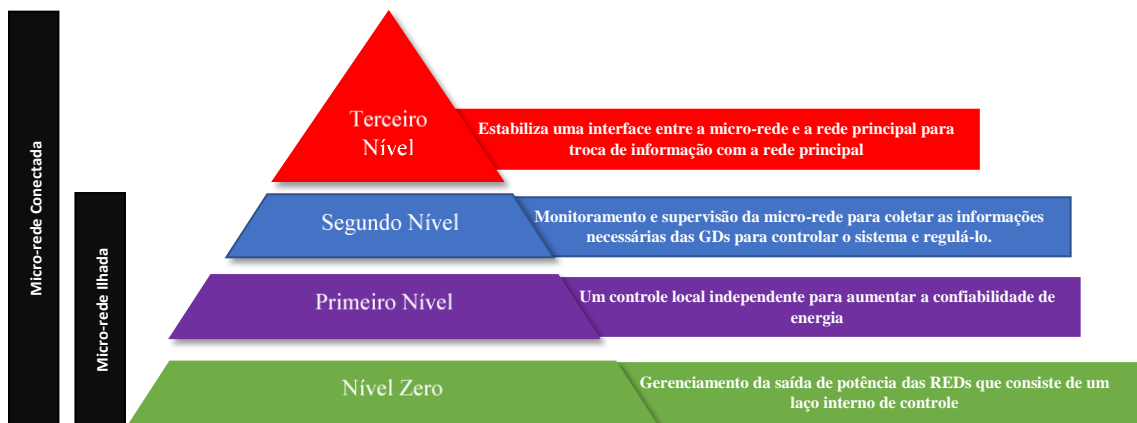 Micro-rede Conectada
Micro-rede Ilhada
Terceiro
Nível
Estabiliza uma interface entre a micro-rede e a rede principal para
troca de informação com a rede principal
Segundo Nível
Monitoramento e supervisão da micro-rede para coletar as informações
necessárias das GDs para controlar o sistema e regulá-lo.
Primeiro Nível
Um controle local independente para aumentar a confiabilidade de
energia
Nível Zero
Gerenciamento da saída de potência das REDs que consiste de um
laço interno de controle